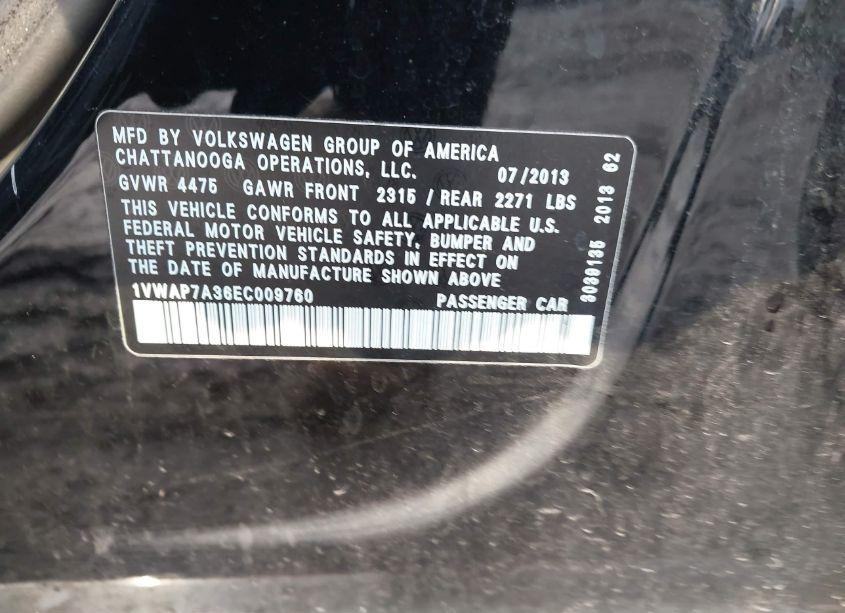 MFD BY VOLKSWAGEN GROUP OF AMERICA
CHATTANOOGA OPERATIONS, LLC. 07/2013
GVWR 4475 GAWR FRONT 2315 / REAR 2271 LBS
THIS VEHICLE CONFORMS TO ALL APPLICABLE U.S.
FEDERAL MOTOR VEHICLE SAFETY, BUMPER AND
THEFT PREVENTION STANDARDS IN EFFECT ON
THE DATE OF MANUFACTURE SHOWN ABOVE
1VWAP7A36EC009760 PASSENGER CAR
3039135 2013 62